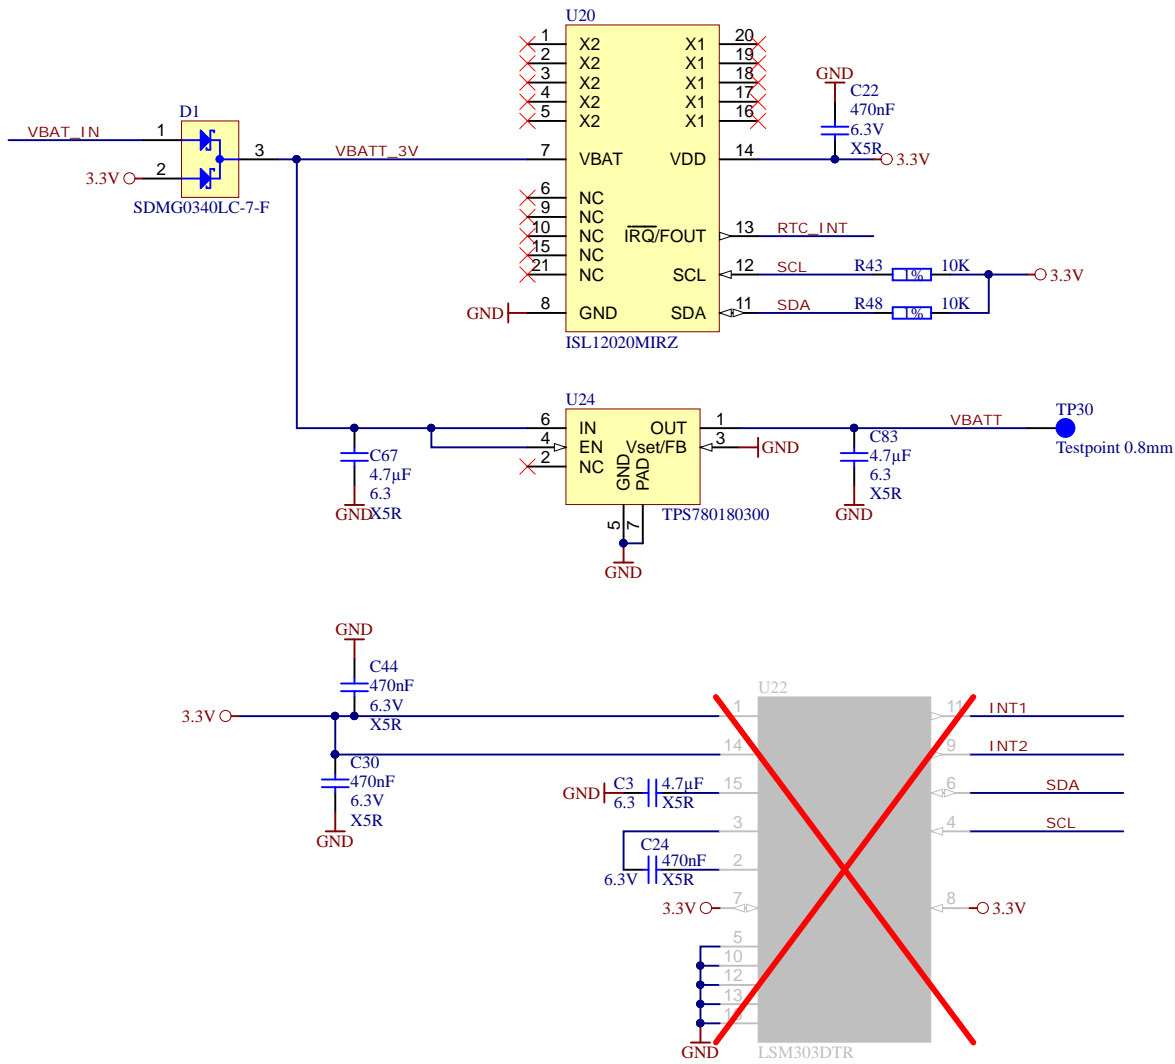 U20
1 X2 X1 20
2 X2 X1 19
3 X2 X1 18
4 X2 X1 17
5 X2 X1 16
GND
C22
470nF
6.3V
X5R
D1
VBAT_IN 1
3 VBATT_3V 7 VBAT VDD 14 3.3V
3.3V 2
SDMG0340LC-7-F
6 NC
9 NC
10 NC IRQ/FOUT 13 RTC_INT
15 NC
21 NC SCL 12 SCL R43 1% 10K 3.3V
GND 8 GND SDA 11 SDA R48 1% 10K
ISL12020MIRZ
U24
6 IN OUT 1 VBATT TP30
4 EN Vset/FB 3 GND Testpoint 0.8mm
2 NC
GND
PAD
5
7
GND
TPS780180300
C67
4.7µF
6.3
X5R
GND
C83
4.7µF
6.3
X5R
GND
GND
C44
470nF
6.3V
X5R
3.3V
C30
470nF
6.3V
X5R
GND
U22
1 11 INT1
14 9 INT2
GND C3 4.7µF 15 6 SDA
6.3 X5R
3 4 SCL
C24 470nF 2
6.3V X5R
3.3V 7 8 3.3V
5
10
12
13
GND
LSM303DTR